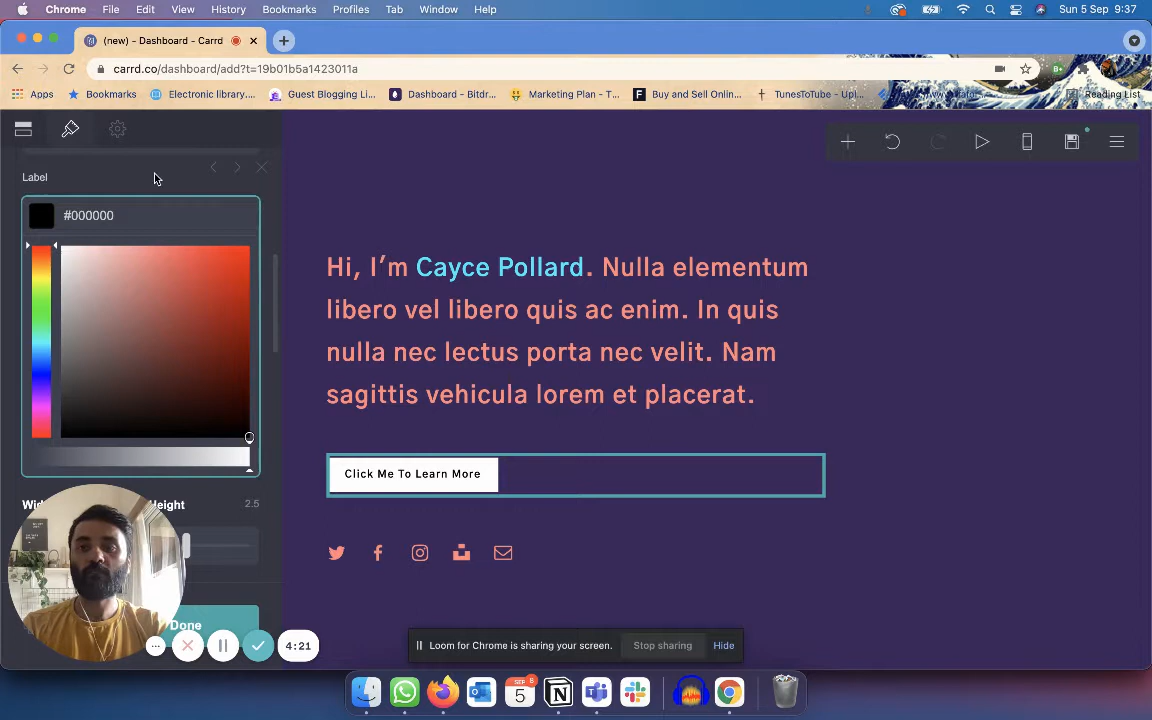 Chrome File Edit View History Bookmarks Profiles Tab Window Help Sun 5 Sep 9:37
(new) - Dashboard - Carrd
carrd.co/dashboard/add?t=19b01b5a1423011a
Apps Bookmarks Electronic library.... Guest Blogging Li... Dashboard - Bitdr... Marketing Plan - T... Buy and Sell Onlin... TunesToTube - Upl... Reading List
Label
#000000
Hi, I'm Cayce Pollard. Nulla elementum
libero vel libero quis ac enim. In quis
nulla nec lectus porta nec velit. Nam
sagittis vehicula lorem et placerat.
Click Me To Learn More
Height 2.5
Done
4:21
Loom for Chrome is sharing your screen. Stop sharing Hide
SEP
5